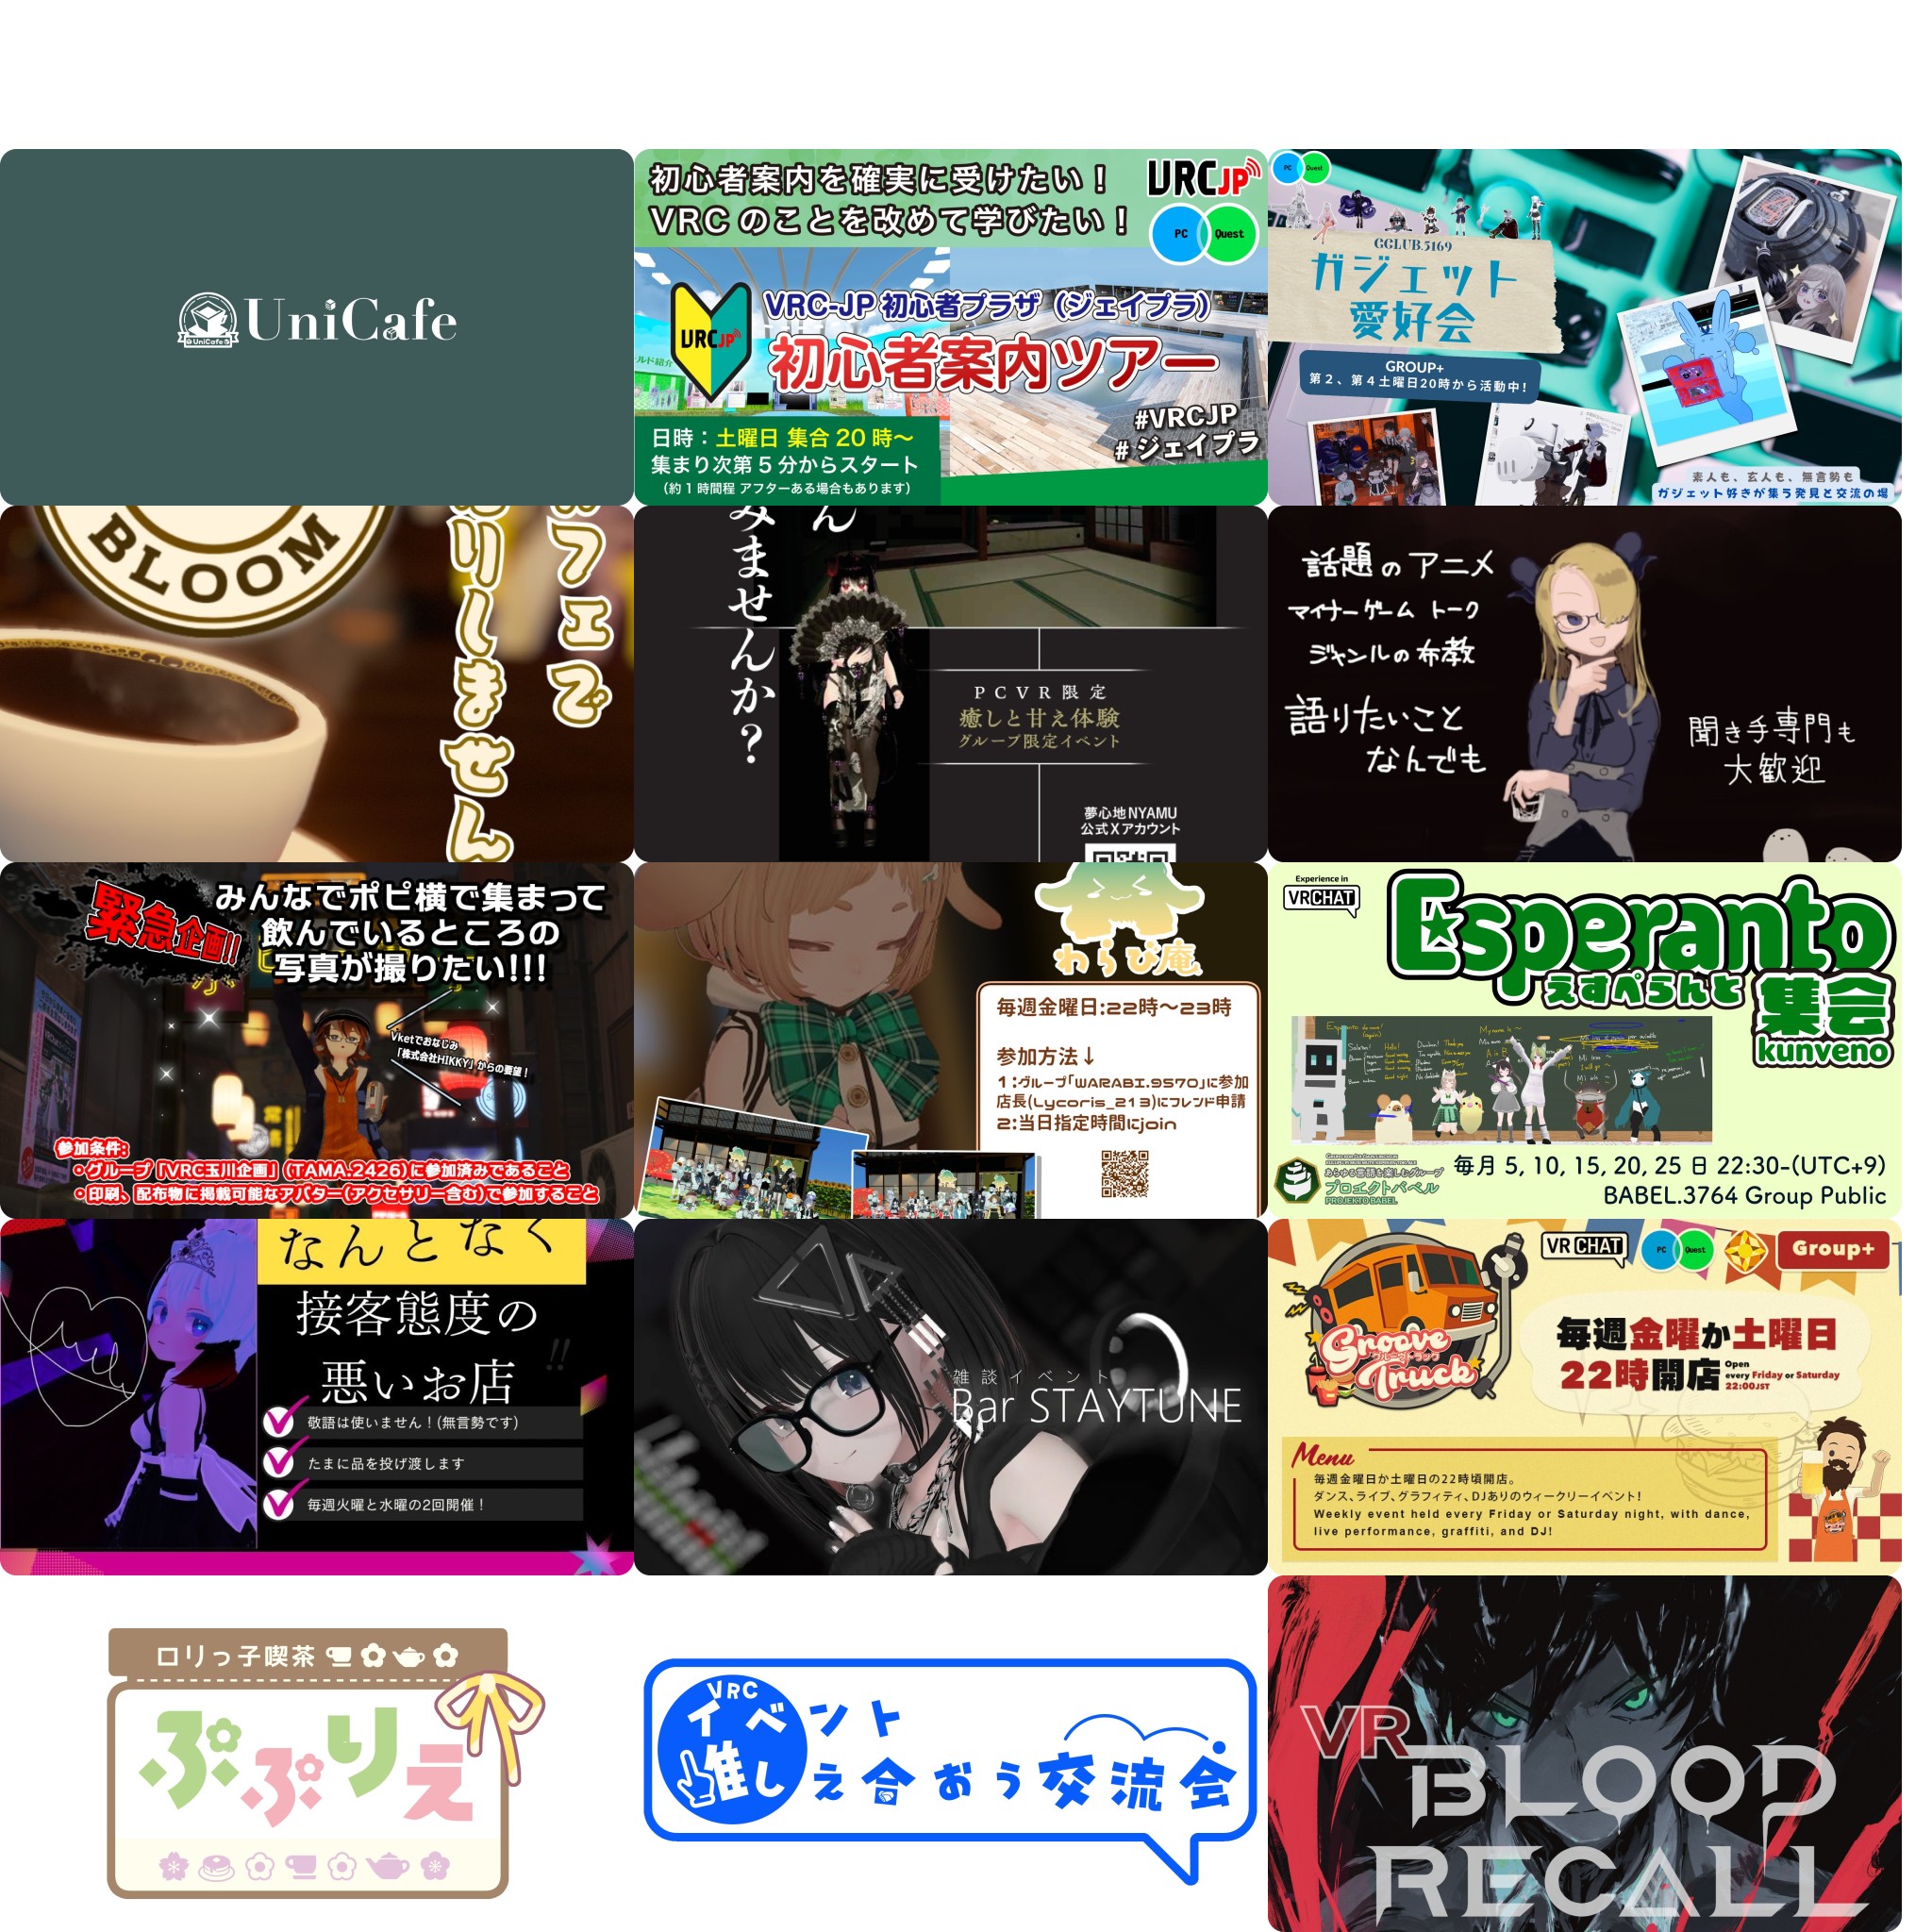 UniCafe
UniCafe
初心者案内を確実に受けたい！
VRC のことを改めて学びたい！
VRCJP
PC Quest
VRC-JP 初心者プラザ（ジェイプラ）
VRCJP
初心者案内ツアー
ルド紹介
#VRCJP
#ジェイプラ
日時：土曜日 集合 20 時～
集まり次第 5 分からスタート
（約 1 時間程 アフターある場合もあります）
PC Quest
GCLUB.5169
ガジェット
愛好会
GROUP+
第２、第４土曜日20時から活動中!
素人も、玄人も、無言勢も
ガジェット好きが集う発見と交流の場
BLOOM
フェで
りしません
ん
みませんか？
PCVR限定
癒しと甘え体験
グループ限定イベント
夢心地NYAMU
公式Xアカウント
話題のアニメ
マイナーゲーム トーク
ジャンルの布教
語りたいこと
なんでも
聞き手専門も
大歓迎
緊急企画!!
みんなでポピ横で集まって
飲んでいるところの
写真が撮りたい!!!
Vketでおなじみ
「株式会社HIKKY」からの要望！
参加条件:
・グループ「VRC玉川企画」（TAMA.2426）に参加済みであること
・印刷、配布物に掲載可能なアバター（アクセサリー含む）で参加すること
わらび庵
毎週金曜日:22時〜23時
参加方法↓
1:グループ「WARABI.9570」に参加
店長(Lycoris_213)にフレンド申請
2:当日指定時間にjoin
Experience in
VRCHAT
Esperanto
えすぺらんと 集会
kunveno
あらゆる言語を楽しむグループ
プロエクトバベル
PROJEKTO BABEL
毎月 5, 10, 15, 20, 25 日 22:30-(UTC+9)
BABEL.3764 Group Public
なんとなく
接客態度の
悪いお店
!!
敬語は使いません！(無言勢です)
たまに品を投げ渡します
毎週火曜と水曜の2回開催！
雑談イベント
Bar STAYTUNE
VRCHAT
PC Quest
Group+
Groove
グルーヴトラック
Truck
毎週金曜か土曜日
22時開店
Open
every Friday or Saturday
22:00JST
Menu
毎週金曜日か土曜日の22時頃開店。
ダンス、ライブ、グラフィティ、DJありのウィークリーイベント!
Weekly event held every Friday or Saturday night, with dance,
live performance, graffiti, and DJ!
ロリっ子喫茶
ぷぷりえ
VRC
イベント
推し え合おう交流会
VR
BLOOD
RECALL